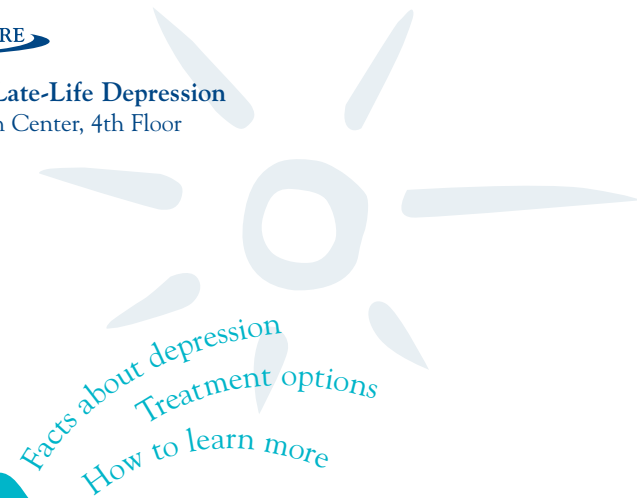 RE
Late-Life Depression
n Center, 4th Floor
Facts about depression
Treatment options
How to learn more